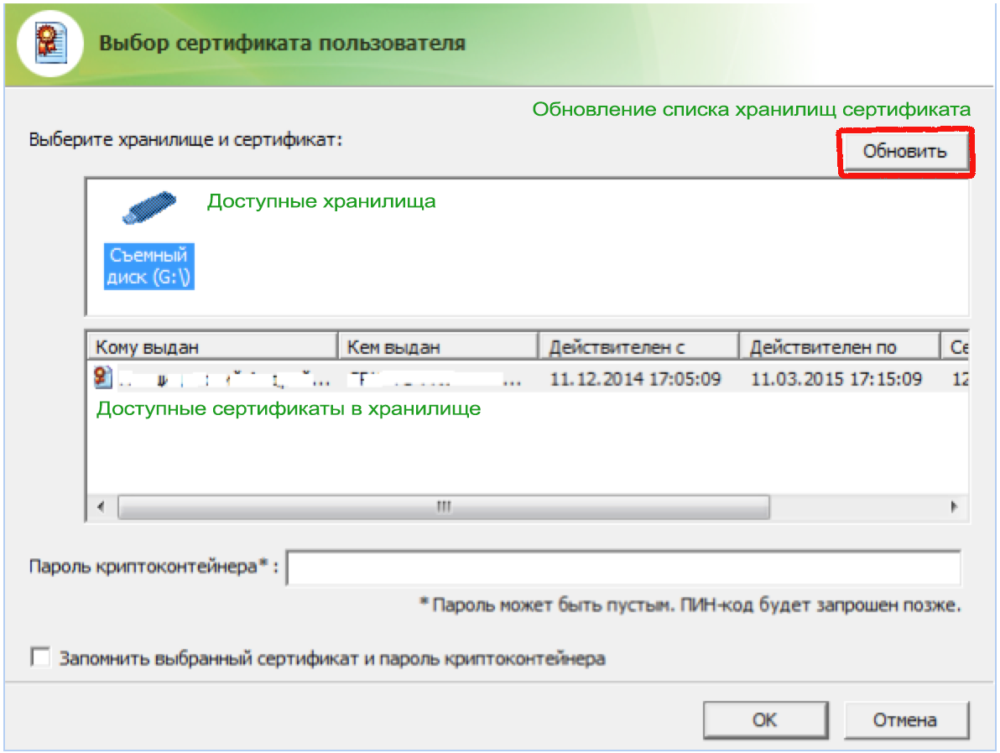 Выбор сертификата пользователя
Обновление списка хранилищ сертификата
Выберите хранилище и сертификат:
Обновить
Доступные хранилища
Съемный
диск (G:\)
Кому выдан Кем выдан Действителен с Действителен по Се
11.12.2014 17:05:09 11.03.2015 17:15:09 12
Доступные сертификаты в хранилище
Пароль криптоконтейнера* :
* Пароль может быть пустым. ПИН-код будет запрошен позже.
Запомнить выбранный сертификат и пароль криптоконтейнера
OK Отмена